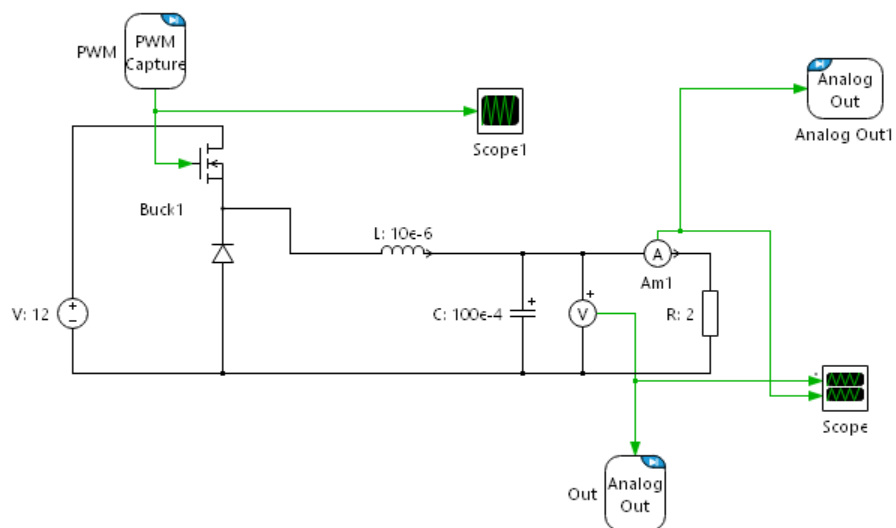 PWM
PWM
Capture
Analog
Out
Analog Out1
Scope1
Buck1
L: 10e-6
A
Am1
V: 12
C: 100e-4
V
R: 2
Scope
Out
Analog
Out